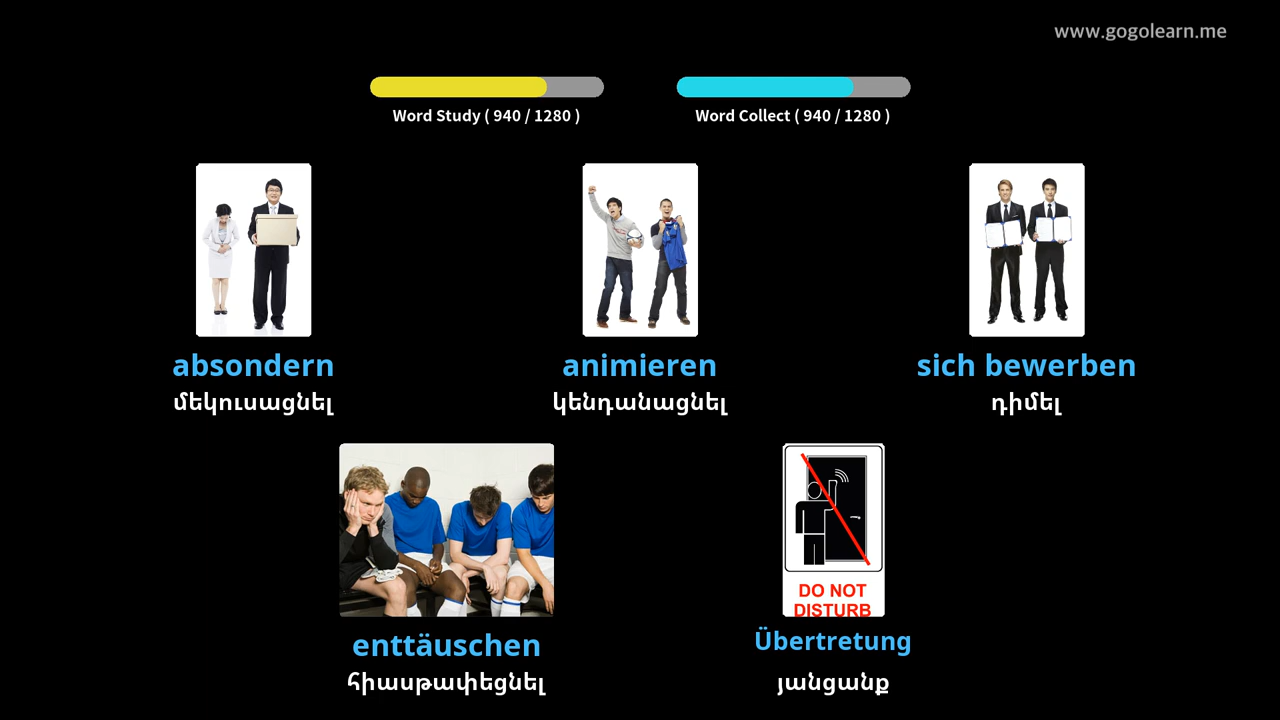 www.gogolearn.me
Word Study ( 940 / 1280 )
Word Collect ( 940 / 1280 )
absondern
մեկուսացնել
animieren
կենդանացնել
sich bewerben
դիմել
DO NOT
DISTURB
enttäuschen
հիասթափեցնել
Übertretung
յանցանք